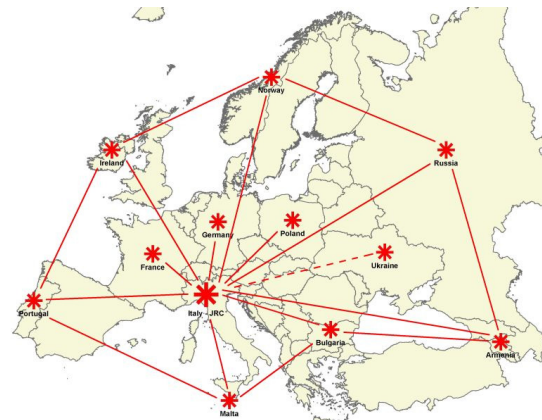 Norway
Ireland
Russia
Germany
Poland
France
Ukraine
Italy - JRC
Portugal
Bulgaria
Armenia
Malta